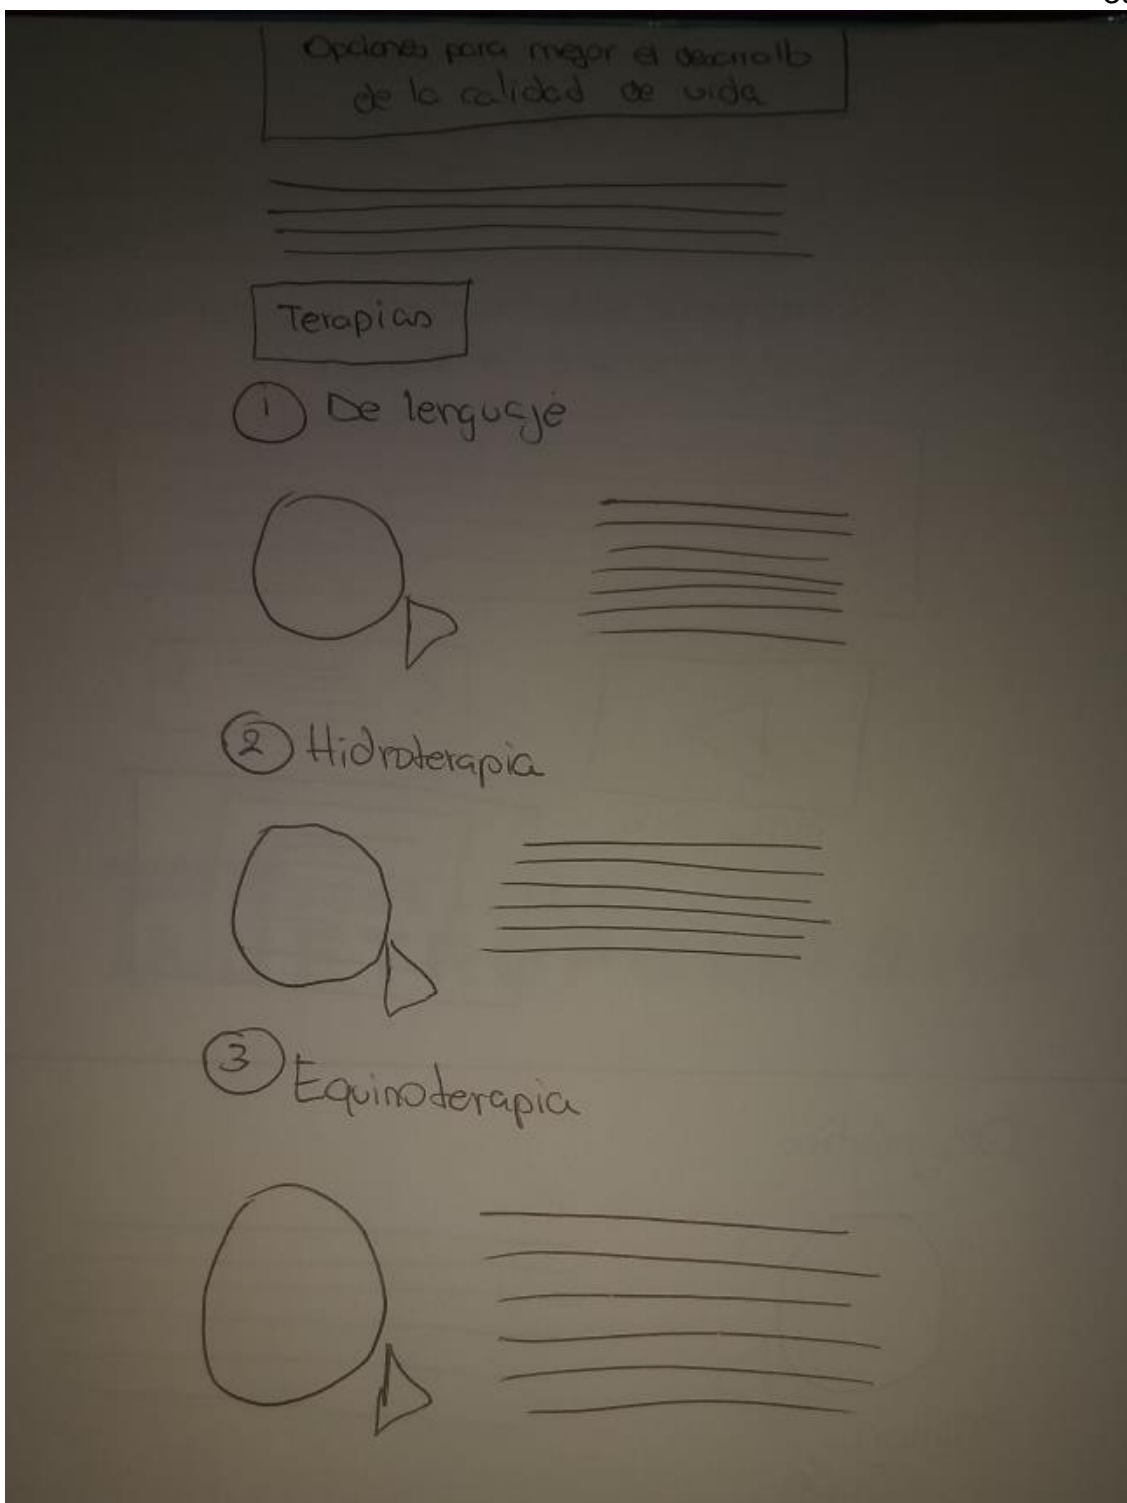 Opciones para mejor el desarrollo
de la calidad de vida
Terapias
1 De lenguaje
2 Hidroterapia
3 Equinoterapia